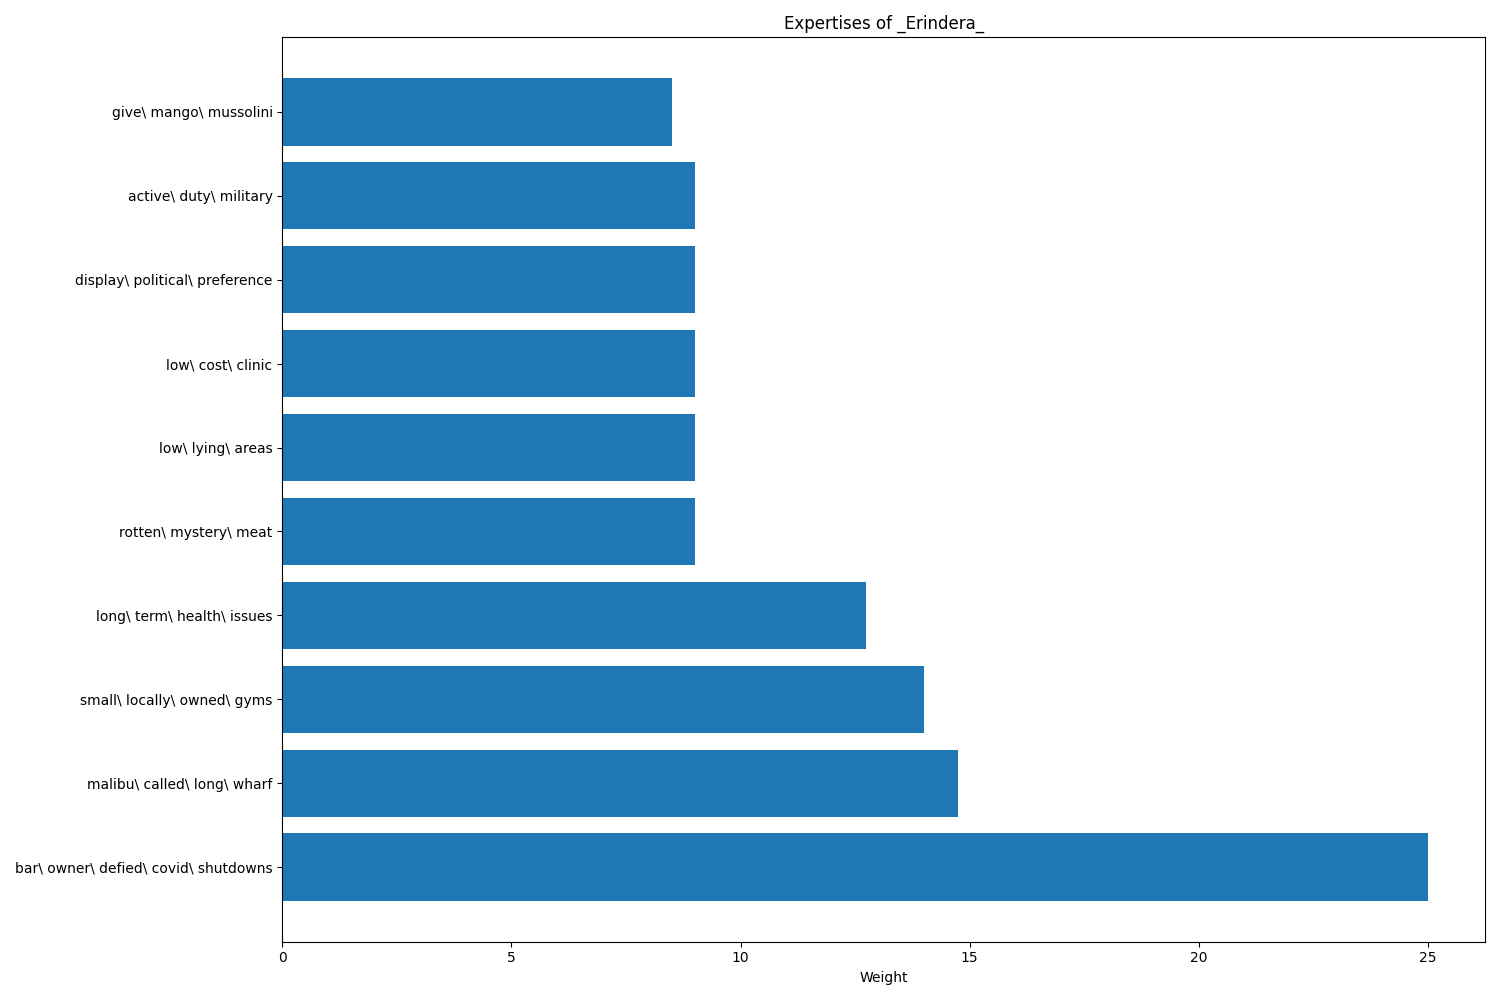 Expertises of _Erindera_
give\ mango\ mussolini
active\ duty\ military
display\ political\ preference
low\ cost\ clinic
low\ lying\ areas
rotten\ mystery\ meat
long\ term\ health\ issues
small\ locally\ owned\ gyms
malibu\ called\ long\ wharf
bar\ owner\ defied\ covid\ shutdowns
0 5 10 15 20 25
Weight